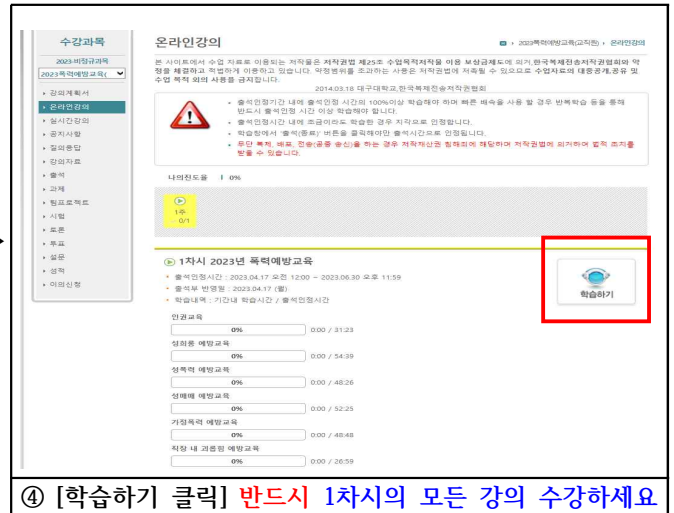 수강과목
2023-비정규과목
2023폭력예방교육(
강의계획서
온라인강의
실시간강의
공지사항
질의응답
강의자료
출석
과제
팀프로젝트
시험
토론
투표
설문
성적
이의신청
온라인강의
2023폭력예방교육(교직원) › 온라인강의
본 사이트에서 수업 자료로 이용되는 저작물은 저작권법 제25조 수업목적저작물 이용 보상금제도에 의거, 한국복제전송저작권협회와 약
정을 체결하고 적법하게 이용하고 있습니다. 약정범위를 초과하는 사용은 저작권법에 저촉될 수 있으므로 수업자료의 대중공개,공유 및
수업 목적 외의 사용을 금지합니다.
2014.03.18 대구대학교,한국복제전송저작권협회
출석인정기간 내에 출석인정 시간의 100%이상 학습해야 하며 빠른 배속을 사용 할 경우 반복학습 등을 통해
반드시 출석인정 시간 이상 학습해야 합니다.
출석인정시간 내에 조금이라도 학습한 경우 지각으로 인정합니다.
학습창에서 '출석(종료)' 버튼을 클릭해야만 출석시간으로 인정됩니다.
무단 복제, 배포, 전송(공중 송신)을 하는 경우 저작재산권 침해죄에 해당하며 저작권법에 의거하여 법적 조치를
받을 수 있습니다.
나의진도율 0%
1주
0/1
1차시 2023년 폭력예방교육
출석인정시간 : 2023.04.17 오전 12:00 ~ 2023.06.30 오후 11:59
출석부 반영일 : 2023.04.17 (월)
학습내역 : 기간내 학습시간 / 출석인정시간
학습하기
인권교육
0% 0:00 / 31:23
성희롱 예방교육
0% 0:00 / 54:39
성폭력 예방교육
0% 0:00 / 48:26
성매매 예방교육
0% 0:00 / 52:25
가정폭력 예방교육
0% 0:00 / 48:48
직장 내 괴롭힘 예방교육
0% 0:00 / 26:59
④ [학습하기 클릭] 반드시 1차시의 모든 강의 수강하세요